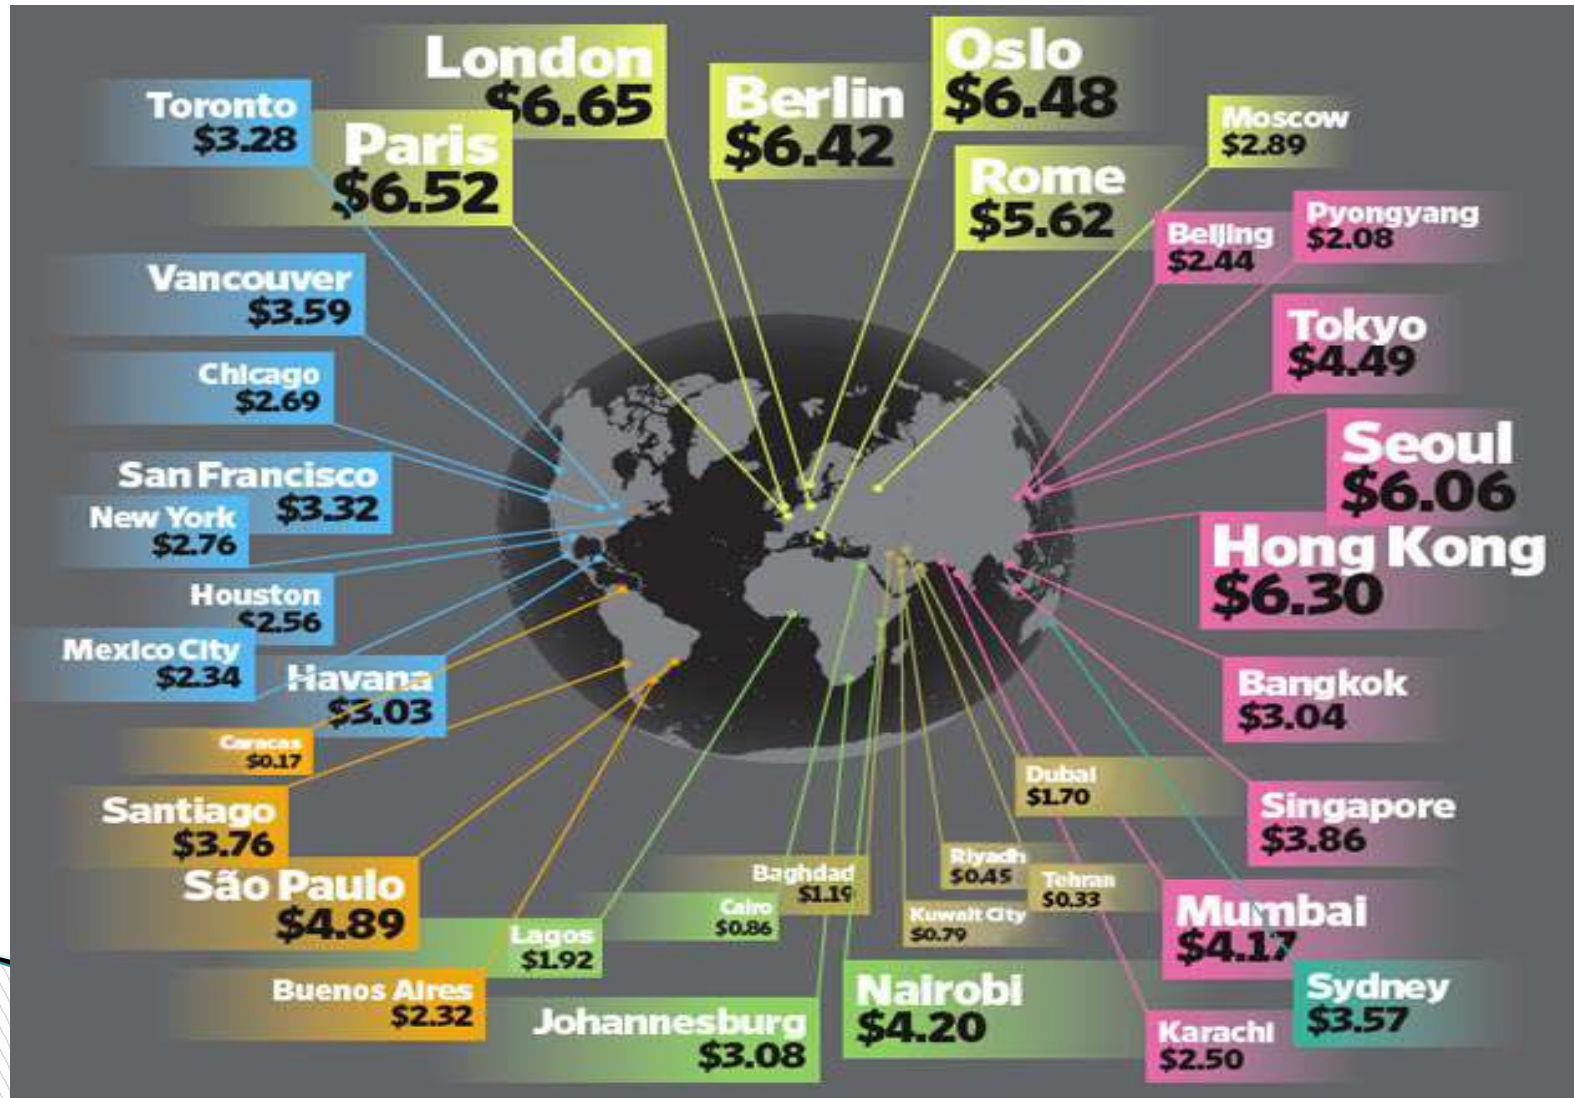 London
$6.65
Oslo
$6.48
Berlin
$6.42
Toronto
$3.28
Paris
$6.52
Moscow
$2.89
Rome
$5.62
Beijing
$2.44
Pyongyang
$2.08
Vancouver
$3.59
Tokyo
$4.49
Chicago
$2.69
Seoul
$6.06
San Francisco
$3.32
New York
$2.76
Hong Kong
$6.30
Houston
$2.56
Mexico City
$2.34
Havana
$3.03
Bangkok
$3.04
Caracas
$0.17
Dubai
$1.70
Santiago
$3.76
Singapore
$3.86
São Paulo
$4.89
Baghdad
$1.19
Riyadh
$0.45
Tehran
$0.33
Cairo
$0.86
Kuwait City
$0.79
Mumbai
$4.17
Lagos
$1.92
Buenos Aires
$2.32
Nairobi
$4.20
Sydney
$3.57
Johannesburg
$3.08
Karachi
$2.50